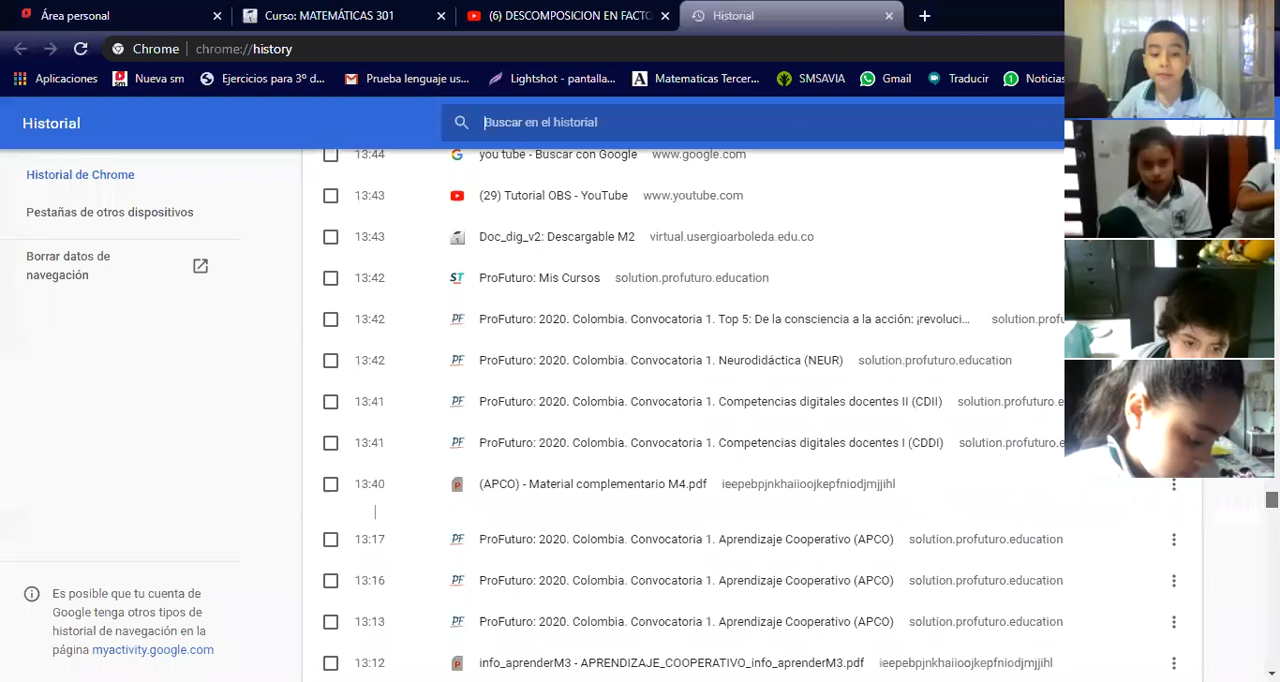 Área personal
Curso: MATEMÁTICAS 301
(6) DESCOMPOSICION EN FACTO
Historial
Chrome chrome://history
Aplicaciones Nueva sm Ejercicios para 3º d... Prueba lenguaje us... Lightshot - pantalla... Matematicas Tercer... SMSAVIA Gmail Traducir Noticias
Historial
Buscar en el historial
Historial de Chrome
Pestañas de otros dispositivos
Borrar datos de
navegación
13:44 you tube - Buscar con Google www.google.com
13:43 (29) Tutorial OBS - YouTube www.youtube.com
13:43 Doc_dig_v2: Descargable M2 virtual.usergioarboleda.edu.co
13:42 ProFuturo: Mis Cursos solution.profuturo.education
13:42 ProFuturo: 2020. Colombia. Convocatoria 1. Top 5: De la consciencia a la acción: ¡revoluci... solution.profu
13:42 ProFuturo: 2020. Colombia. Convocatoria 1. Neurodidáctica (NEUR) solution.profuturo.education
13:41 ProFuturo: 2020. Colombia. Convocatoria 1. Competencias digitales docentes II (CDII) solution.profuturo.e
13:41 ProFuturo: 2020. Colombia. Convocatoria 1. Competencias digitales docentes I (CDDI) solution.profuturo.e
13:40 (APCO) - Material complementario M4.pdf ieepebpjnkhaiioojkepfniodjmjjihl
13:17 ProFuturo: 2020. Colombia. Convocatoria 1. Aprendizaje Cooperativo (APCO) solution.profuturo.education
13:16 ProFuturo: 2020. Colombia. Convocatoria 1. Aprendizaje Cooperativo (APCO) solution.profuturo.education
13:13 ProFuturo: 2020. Colombia. Convocatoria 1. Aprendizaje Cooperativo (APCO) solution.profuturo.education
13:12 info_aprenderM3 - APRENDIZAJE_COOPERATIVO_info_aprenderM3.pdf ieepebpjnkhaiioojkepfniodjmjjihl
Es posible que tu cuenta de
Google tenga otros tipos de
historial de navegación en la
página myactivity.google.com